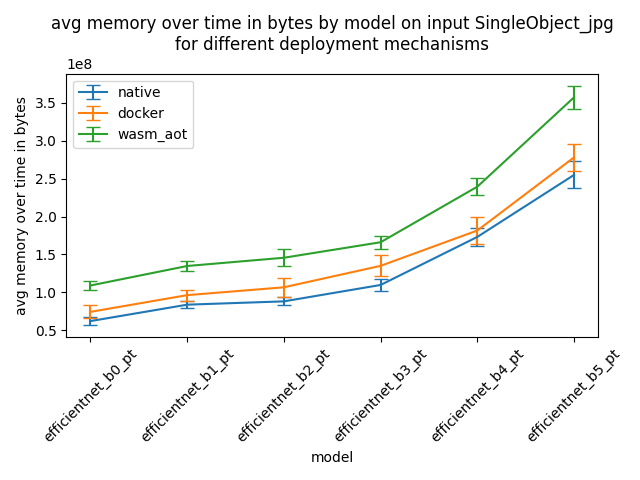 avg memory over time in bytes by model on input SingleObject_jpg
for different deployment mechanisms
1e8
native
docker
wasm_aot
avg memory over time in bytes
3.5
3.0
2.5
2.0
1.5
1.0
0.5
efficientnet_b0_pt
efficientnet_b1_pt
efficientnet_b2_pt
efficientnet_b3_pt
efficientnet_b4_pt
efficientnet_b5_pt
model